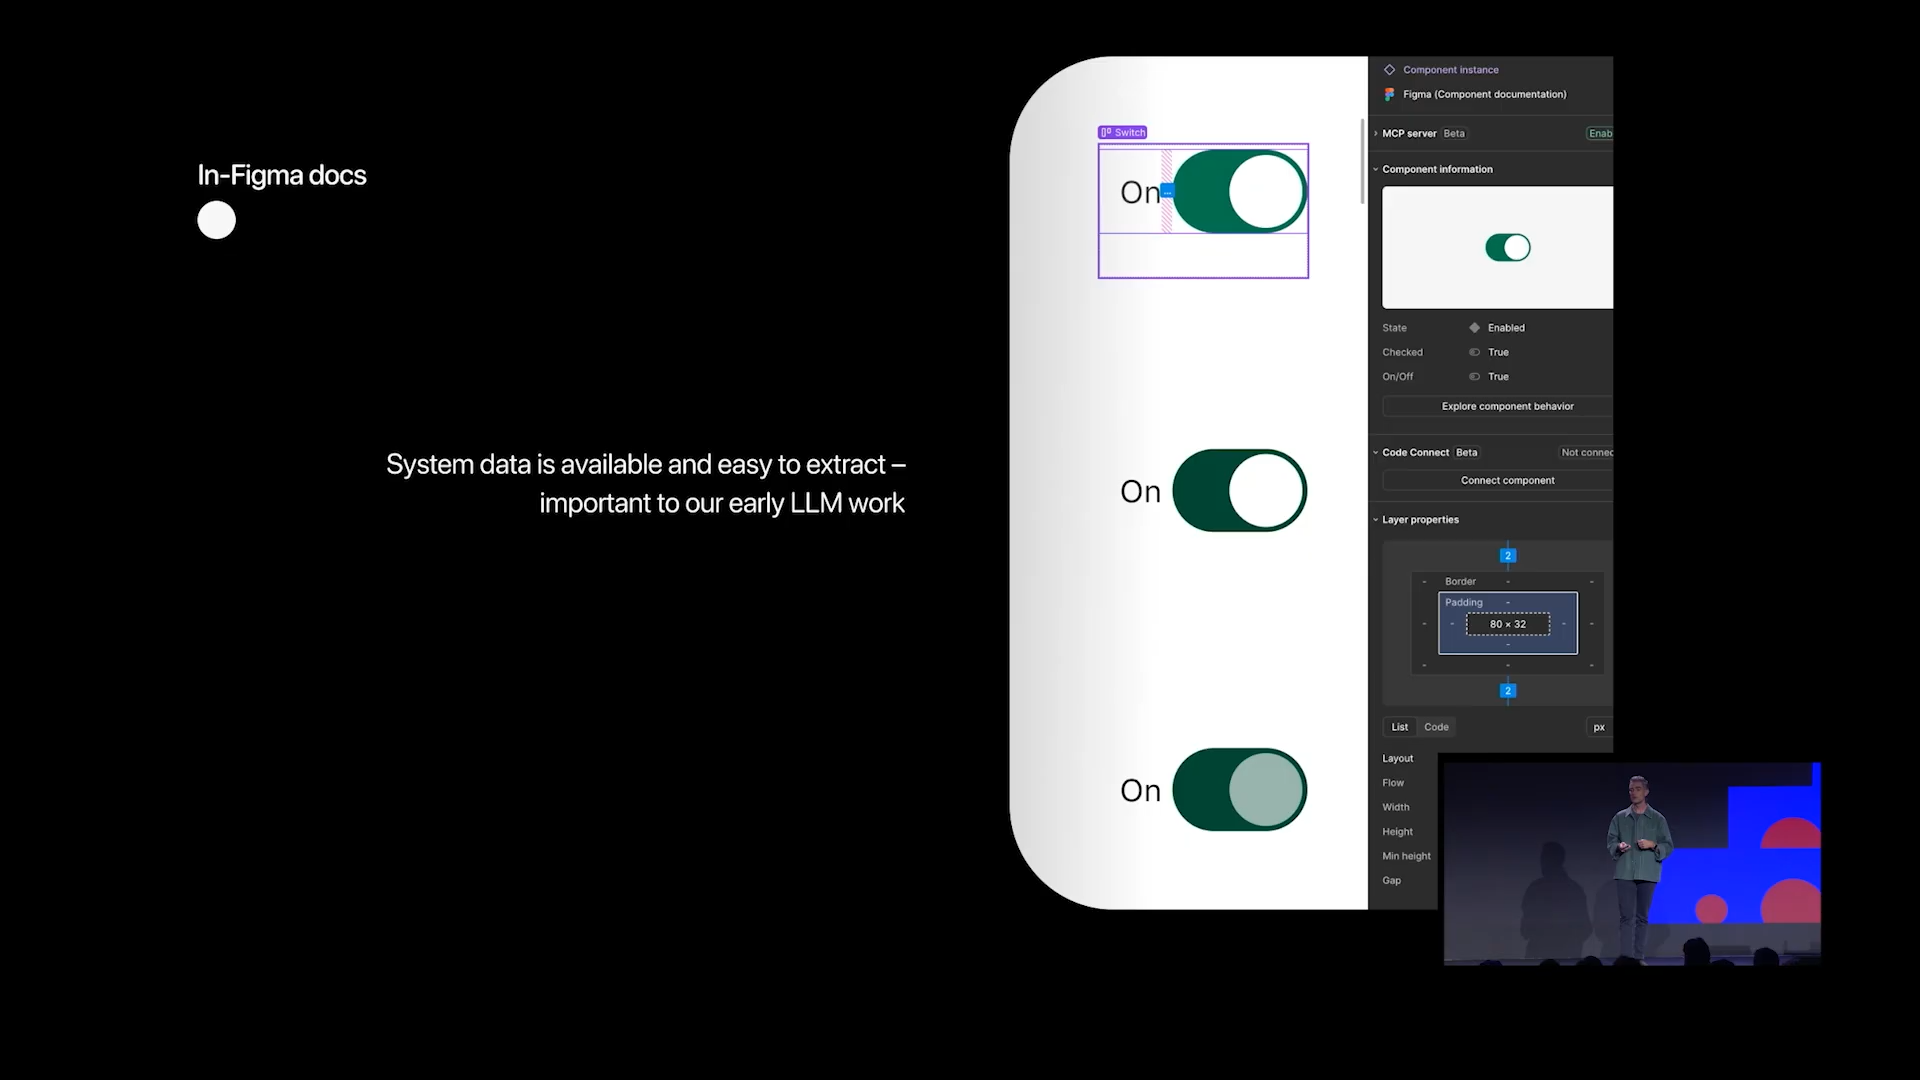 In-Figma docs
System data is available and easy to extract –
important to our early LLM work
Switch
On
On
On
Component instance
Figma (Component documentation)
MCP server Beta Enab
Component information
State Enabled
Checked True
On/Off True
Explore component behavior
Code Connect Beta Not connec
Connect component
Layer properties
2
Border -
Padding -
80 × 32
2
List Code px
Layout
Flow
Width
Height
Min height
Gap